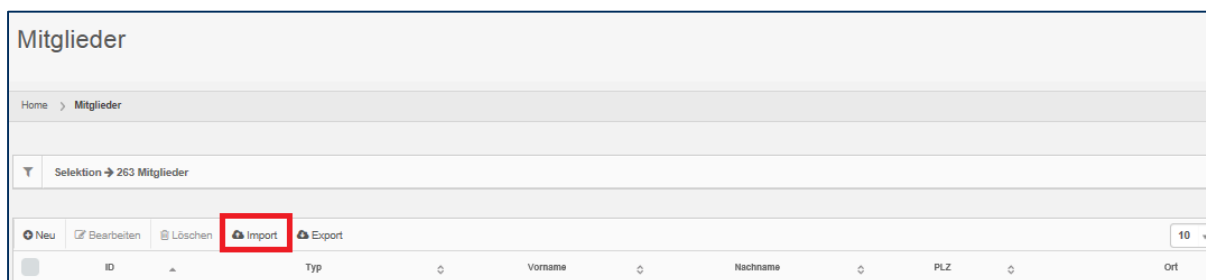 Mitglieder
Home > Mitglieder
Selektion → 263 Mitglieder
Neu Bearbeiten Löschen Import Export 10
ID Typ Vorname Nachname PLZ Ort